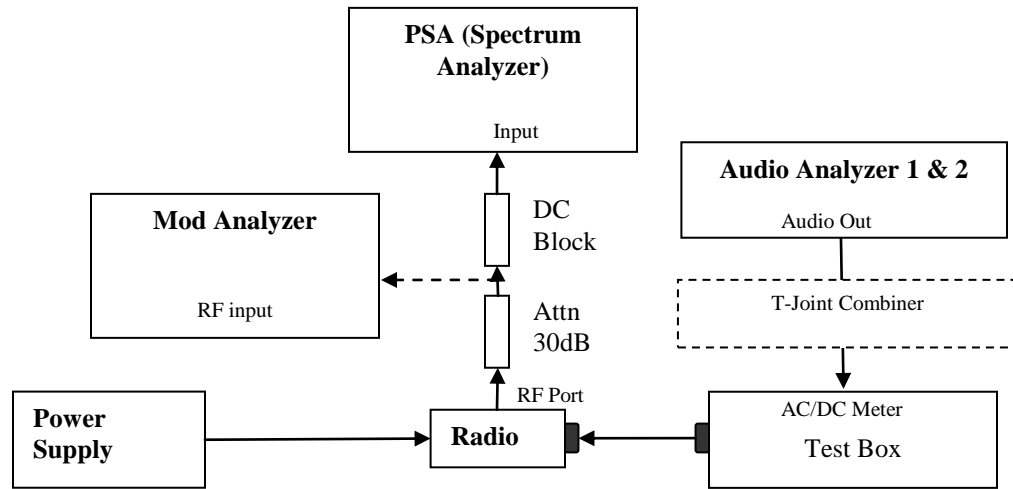 PSA (Spectrum
Analyzer)
Input
Audio Analyzer 1 & 2
Audio Out
Mod Analyzer
RF input
DC
Block
T-Joint Combiner
Attn
30dB
RF Port
Power
Supply
Radio
AC/DC Meter
Test Box